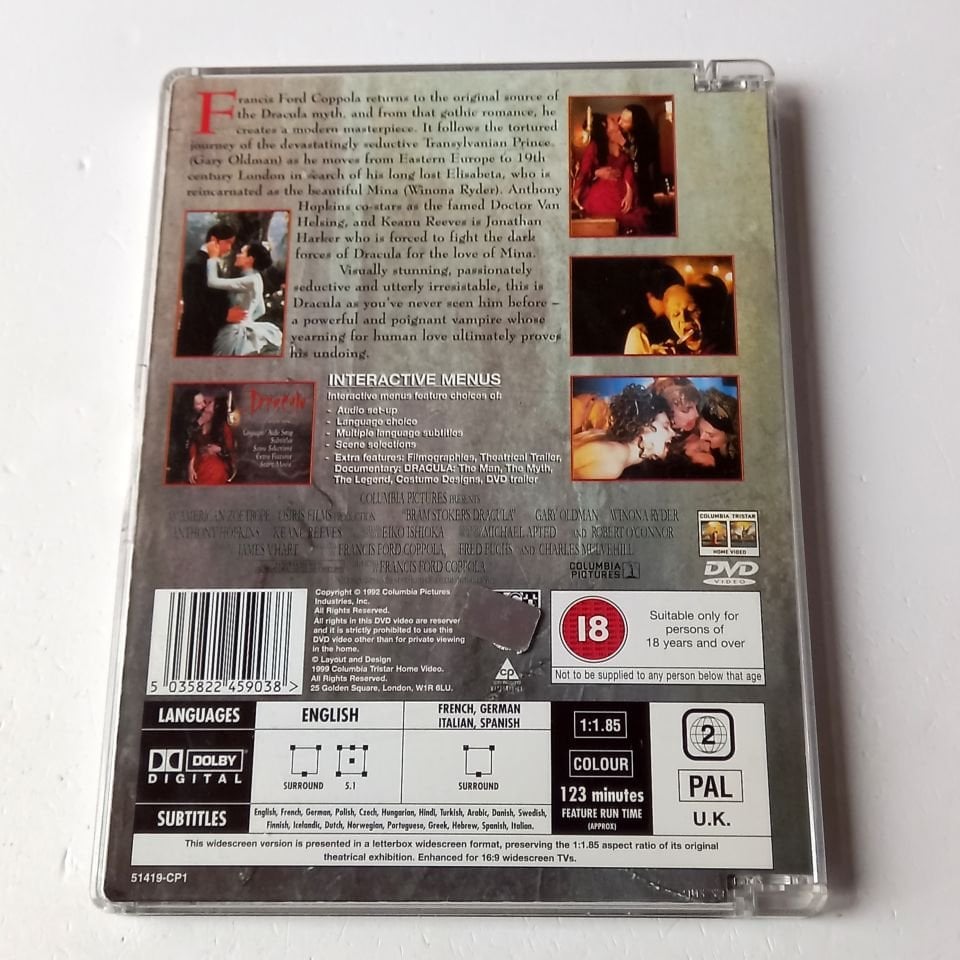 Francis Ford Coppola returns to the original source of
the Dracula myth, and from that gothic romance, he
creates a modern masterpiece. It follows the tortured
journey of the devastatingly seductive Transylvanian Prince
(Gary Oldman) as he moves from Eastern Europe to 19th
century London in search of his long lost Elisabeta, who is
reincarnated as the beautiful Mina (Winona Ryder). Anthony
Hopkins co-stars as the famed Doctor Van
Helsing, and Keanu Reeves is Jonathan
Harker who is forced to fight the dark
forces of Dracula for the love of Mina.
Visually stunning, passionately
seductive and utterly irresistable, this is
Dracula as you've never seen him before –
a powerful and poignant vampire whose
yearning for human love ultimately proves
his undoing.
Dracula
Subtitles
Scene Selections
Extra Features
Start Movie
INTERACTIVE MENUS
Interactive menus feature choices of:
- Audio set-up
- Language choice
- Multiple language subtitles
- Scene selections
- Extra features: Filmographies, Theatrical Trailer,
Documentary: DRACULA: The Man, The Myth,
The Legend, Costume Designs, DVD trailer
COLUMBIA PICTURES PRESENTS
AMERICAN ZOETROPE OSIRIS FILMS PRODUCTION "BRAM STOKER'S DRACULA" GARY OLDMAN WINONA RYDER
ANTHONY HOPKINS KEANU REEVES EIKO ISHIOKA MICHAEL APTED AND ROBERT O'CONNOR
JAMES V HART FRANCIS FORD COPPOLA, FRED FUCHS AND CHARLES MULVEHILL
FRANCIS FORD COPPOLA
COLUMBIA PICTURES
COLUMBIA TRISTAR
HOME VIDEO
DVD
VIDEO
5 035822 459038 >
Copyright © 1992 Columbia Pictures
Industries, Inc.
All Rights Reserved.
All rights in this DVD video are reserved
and it is strictly prohibited to use this
DVD video other than for private viewing
in the home.
© Layout and Design
1999 Columbia Tristar Home Video.
All Rights Reserved.
25 Golden Square, London, W1R 6LU.
CP
18
Suitable only for
persons of
18 years and over
Not to be supplied to any person below that age
LANGUAGES
ENGLISH
FRENCH, GERMAN
ITALIAN, SPANISH
DOLBY
DIGITAL
SURROUND
5.1
SURROUND
SUBTITLES
English, French, German, Polish, Czech, Hungarian, Hindi, Turkish, Arabic, Danish, Swedish,
Finnish, Icelandic, Dutch, Norwegian, Portuguese, Greek, Hebrew, Spanish, Italian.
1:1.85
COLOUR
123 minutes
FEATURE RUN TIME
(APPROX)
2
PAL
U.K.
This widescreen version is presented in a letterbox widescreen format, preserving the 1:1.85 aspect ratio of its original
theatrical exhibition. Enhanced for 16:9 widescreen TVs.
51419-CP1